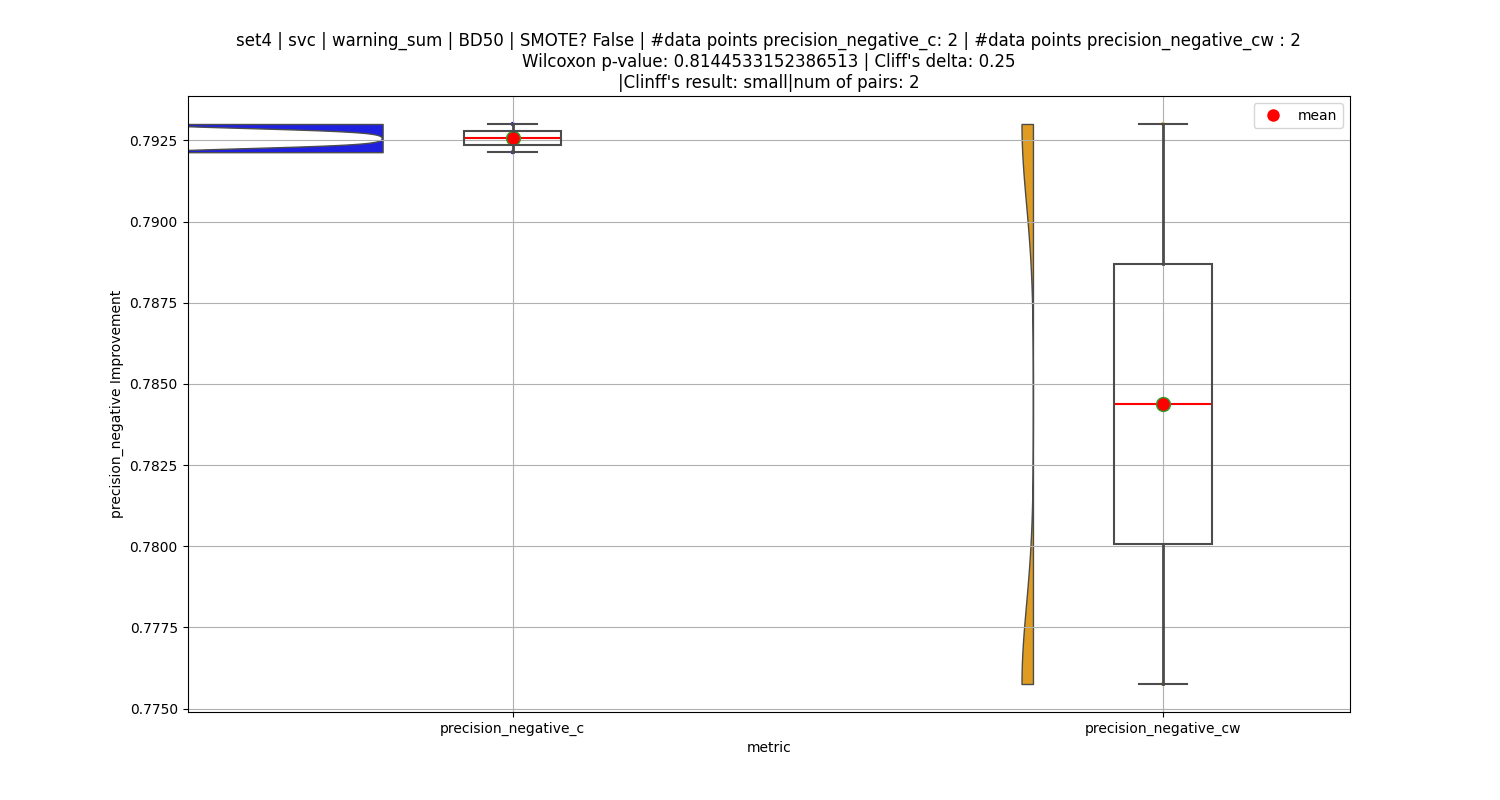 set4 | svc | warning_sum | BD50 | SMOTE? False | #data points precision_negative_c: 2 | #data points precision_negative_cw : 2
Wilcoxon p-value: 0.8144533152386513 | Cliff's delta: 0.25
|Clinff's result: small|num of pairs: 2
mean
0.7925
0.7900
0.7875
0.7850
0.7825
0.7800
0.7775
0.7750
precision_negative Improvement
precision_negative_c
precision_negative_cw
metric